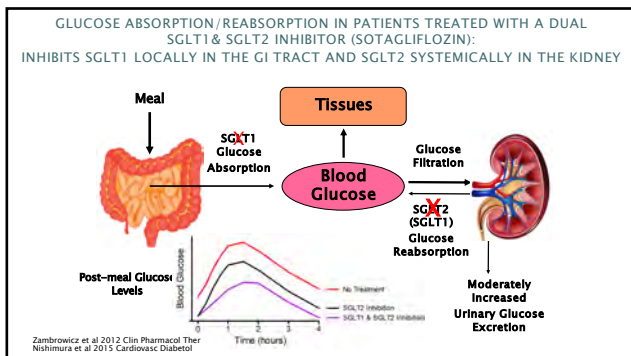 GLUCOSE ABSORPTION/REABSORPTION IN PATIENTS TREATED WITH A DUAL
SGLT1& SGLT2 INHIBITOR (SOTAGLIFLOZIN):
INHIBITS SGLT1 LOCALLY IN THE GI TRACT AND SGLT2 SYSTEMICALLY IN THE KIDNEY
Meal
Tissues
SGLT1
Glucose
Absorption
Blood
Glucose
Glucose
Filtration
SGLT2
(SGLT1)
Glucose
Reabsorption
Moderately
Increased
Urinary Glucose
Excretion
Post-meal Glucose
Levels
Blood Glucose
No Treatment
SGLT2 Inhibition
SGLT1 & SGLT2 Inhibition
0 1 2 3 4
Time (hours)
Zambrowicz et al 2012 Clin Pharmacol Ther
Nishimura et al 2015 Cardiovasc Diabetol